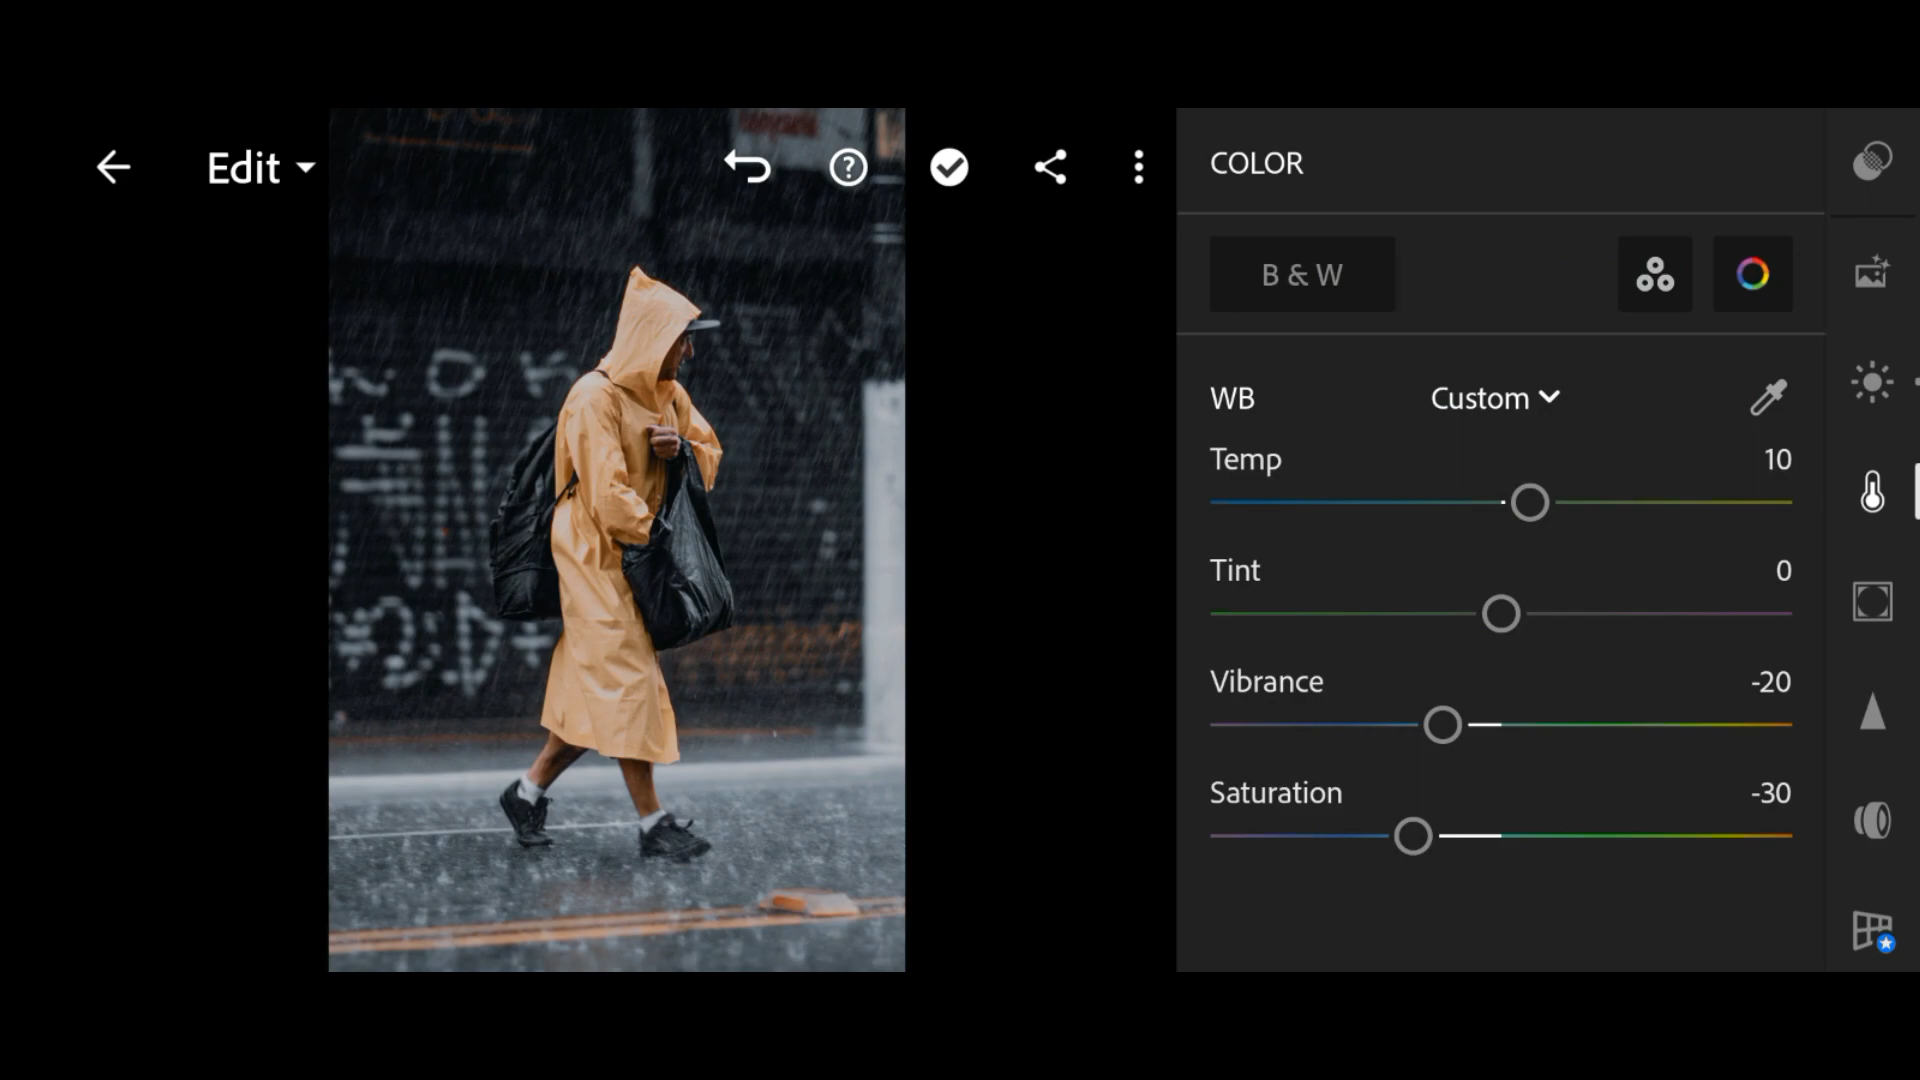 Edit
COLOR
B & W
WB Custom
Temp 10
Tint 0
Vibrance -20
Saturation -30